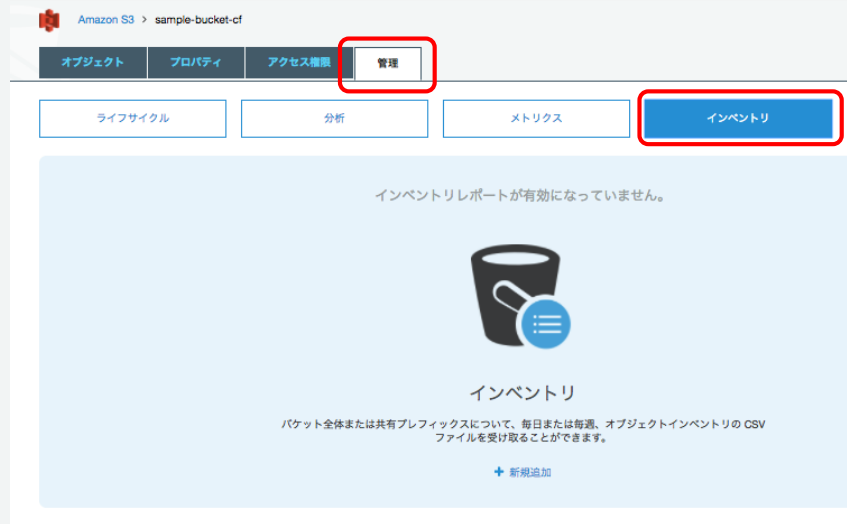 Amazon S3 > sample-bucket-cf
オブジェクト プロパティ アクセス権限 管理
ライフサイクル 分析 メトリクス インベントリ
インベントリレポートが有効になっていません。
インベントリ
バケット全体または共有プレフィックスについて、毎日または毎週、オブジェクトインベントリの CSV
ファイルを受け取ることができます。
+ 新規追加